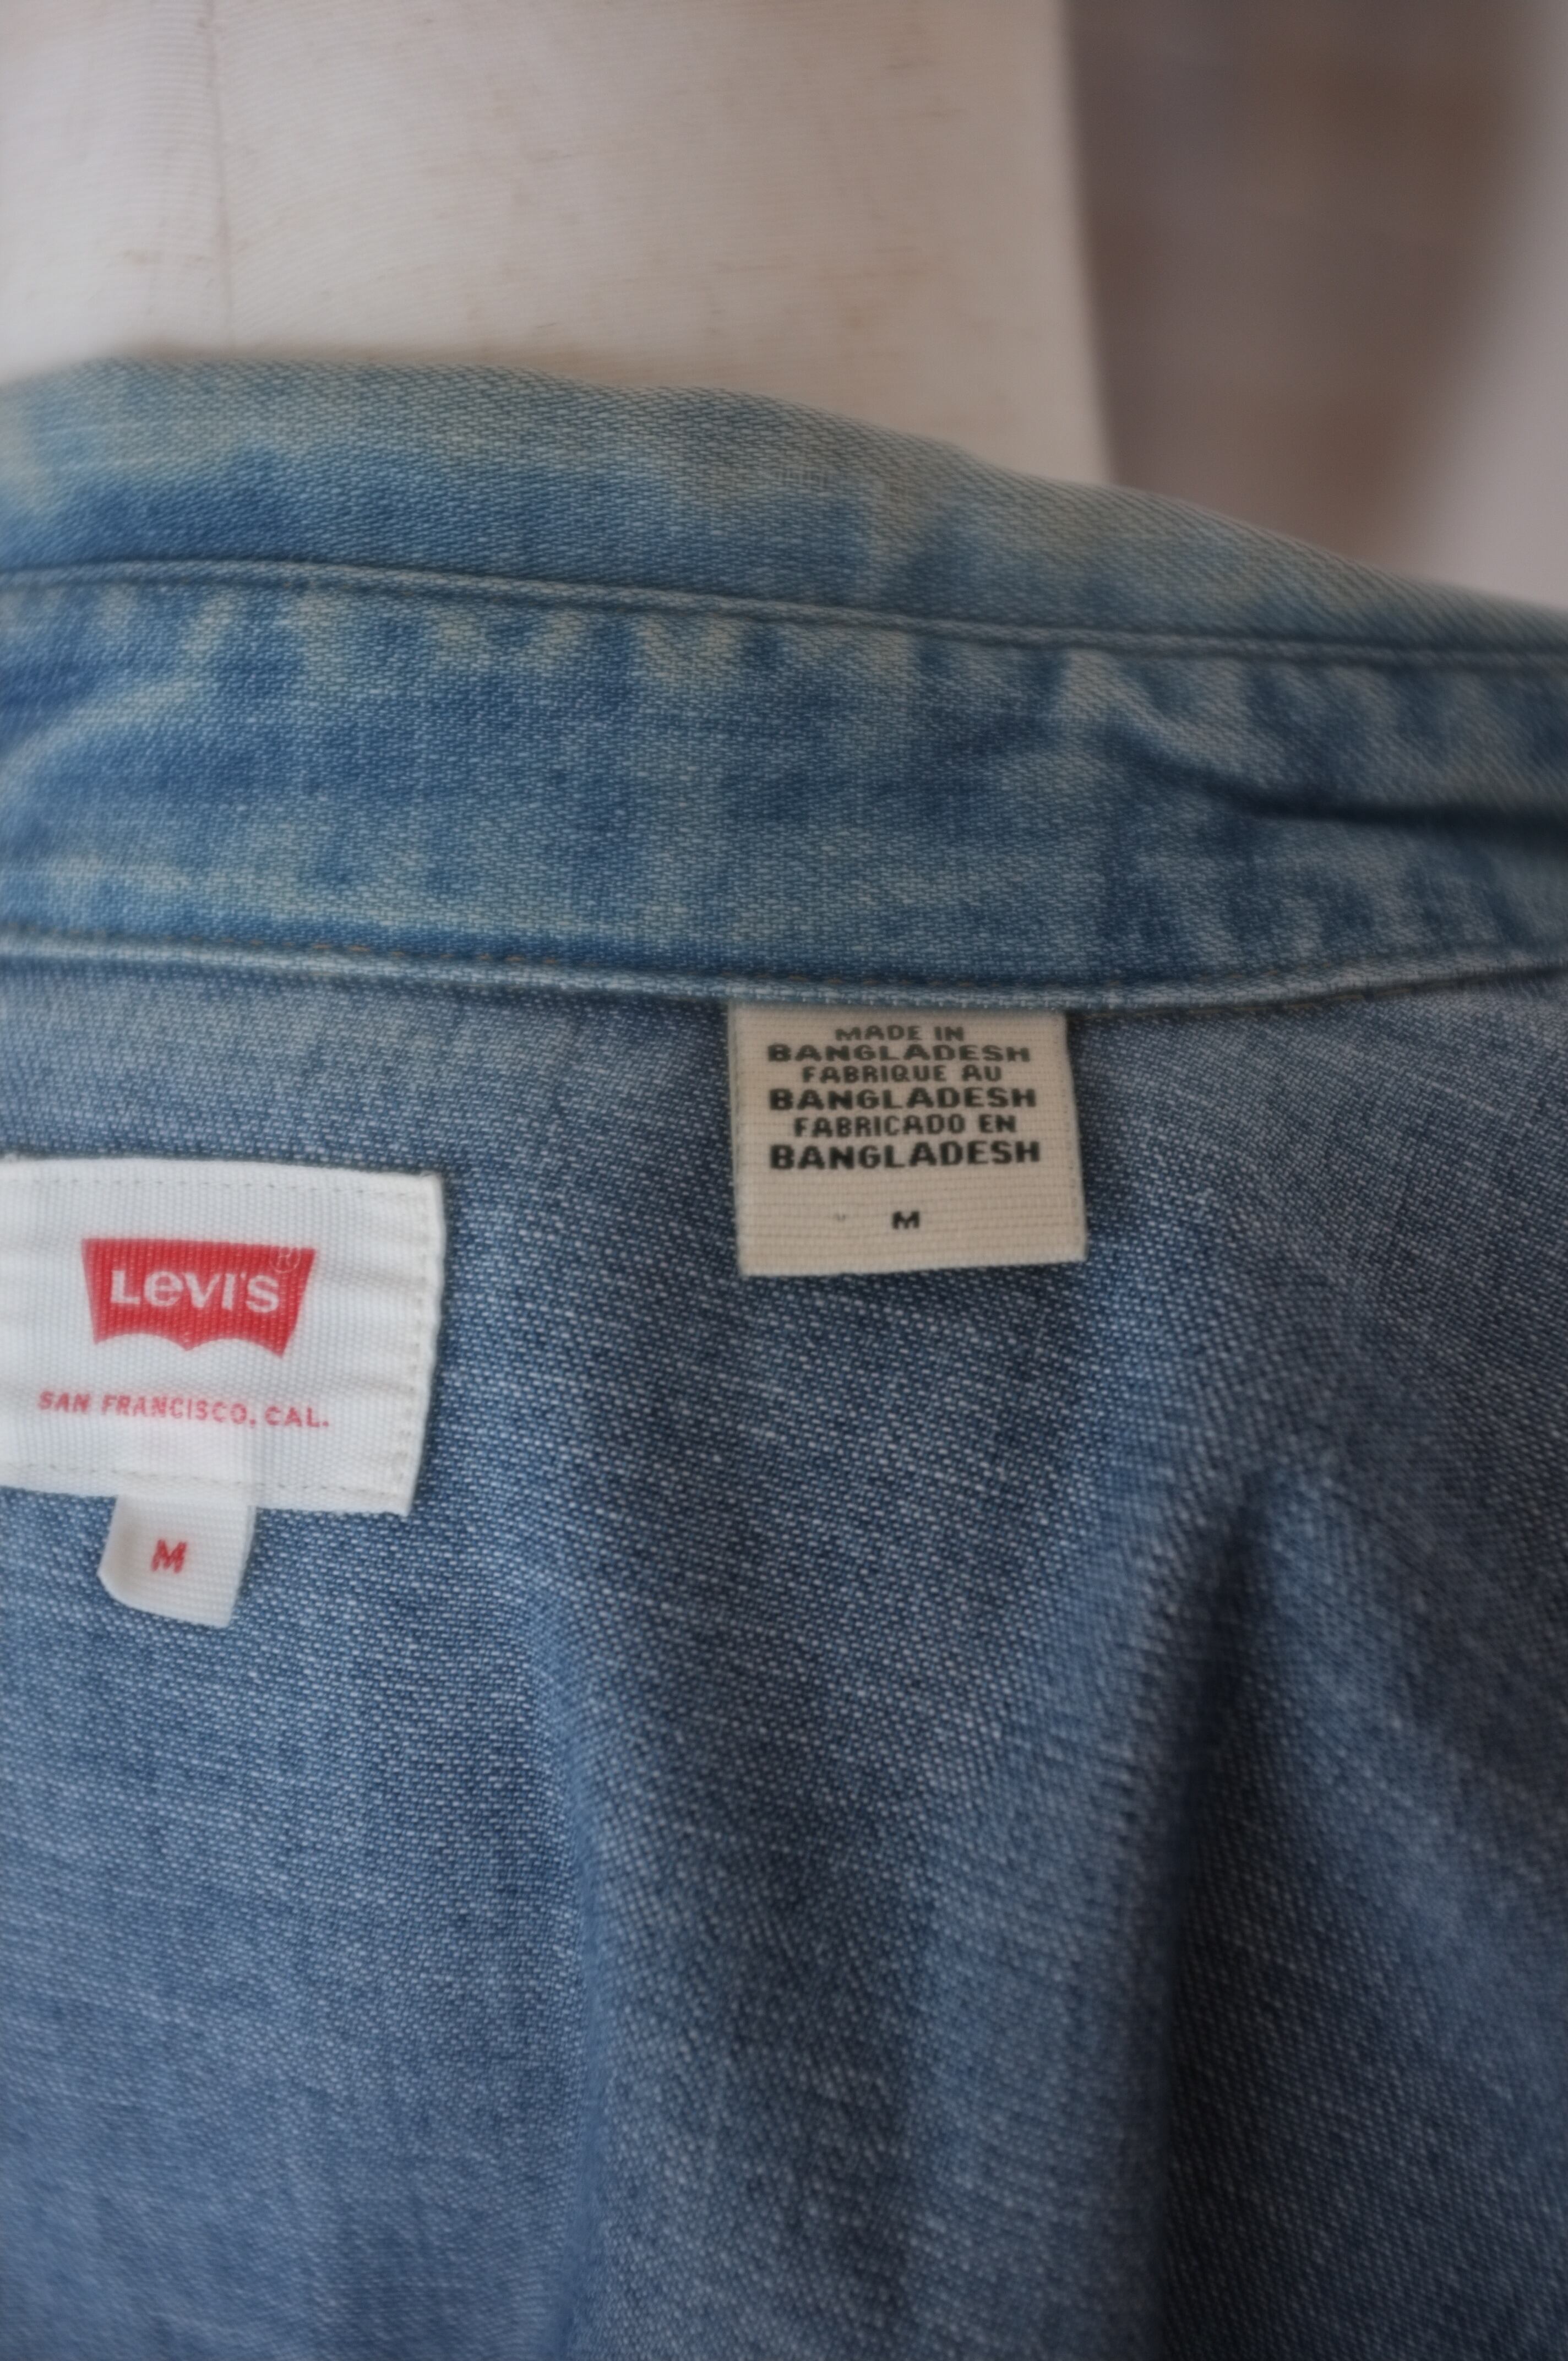 MADE IN
BANGLADESH
FABRIQUE AU
BANGLADESH
FABRICADO EN
BANGLADESH
M
LEVI'S®
SAN FRANCISCO, CAL.
M